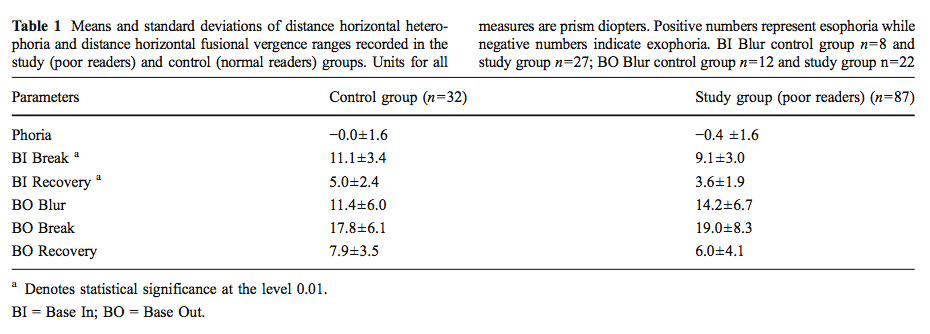 Table 1 Means and standard deviations of distance horizontal hetero-
phoria and distance horizontal fusional vergence ranges recorded in the
study (poor readers) and control (normal readers) groups. Units for all
measures are prism diopters. Positive numbers represent esophoria while
negative numbers indicate exophoria. BI Blur control group n=8 and
study group n=27; BO Blur control group n=12 and study group n=22
Parameters Control group (n=32) Study group (poor readers) (n=87)
Phoria −0.0±1.6 −0.4 ±1.6
BI Break a 11.1±3.4 9.1±3.0
BI Recovery a 5.0±2.4 3.6±1.9
BO Blur 11.4±6.0 14.2±6.7
BO Break 17.8±6.1 19.0±8.3
BO Recovery 7.9±3.5 6.0±4.1
a Denotes statistical significance at the level 0.01.
BI = Base In; BO = Base Out.